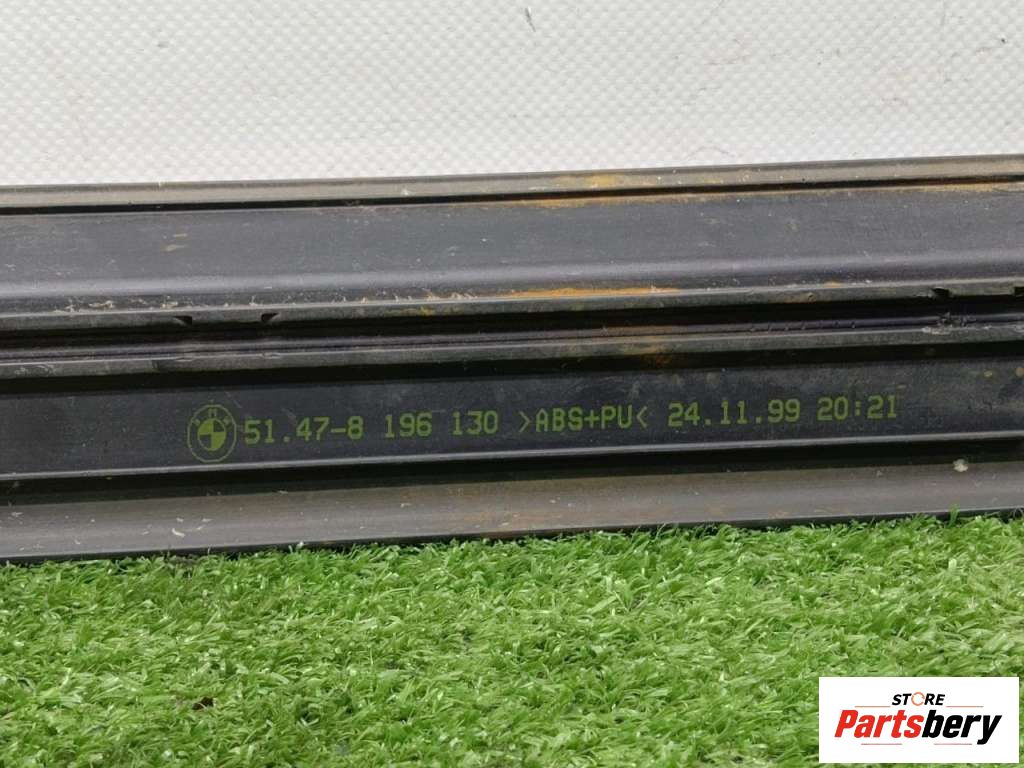 51.47-8 196 130 >ABS+PU< 24.11.99 20:21
STORE
Partsbery